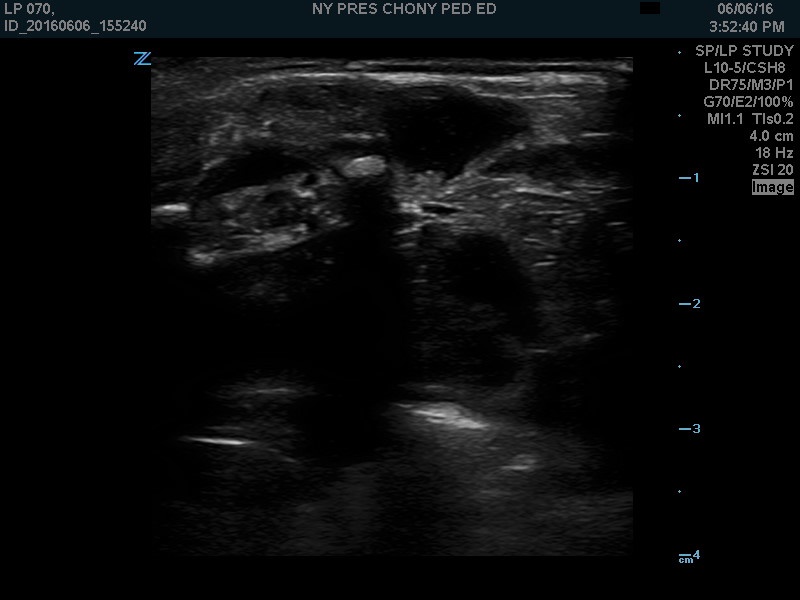 LP 070,
ID_20160606_155240
NY PRES CHONY PED ED
06/06/16
3:52:40 PM
SP/LP STUDY
L10-5/CSH8
DR75/M3/P1
G70/E2/100%
MI1.1 TIs0.2
4.0 cm
18 Hz
ZSI 20
Image
1
2
3
4
cm